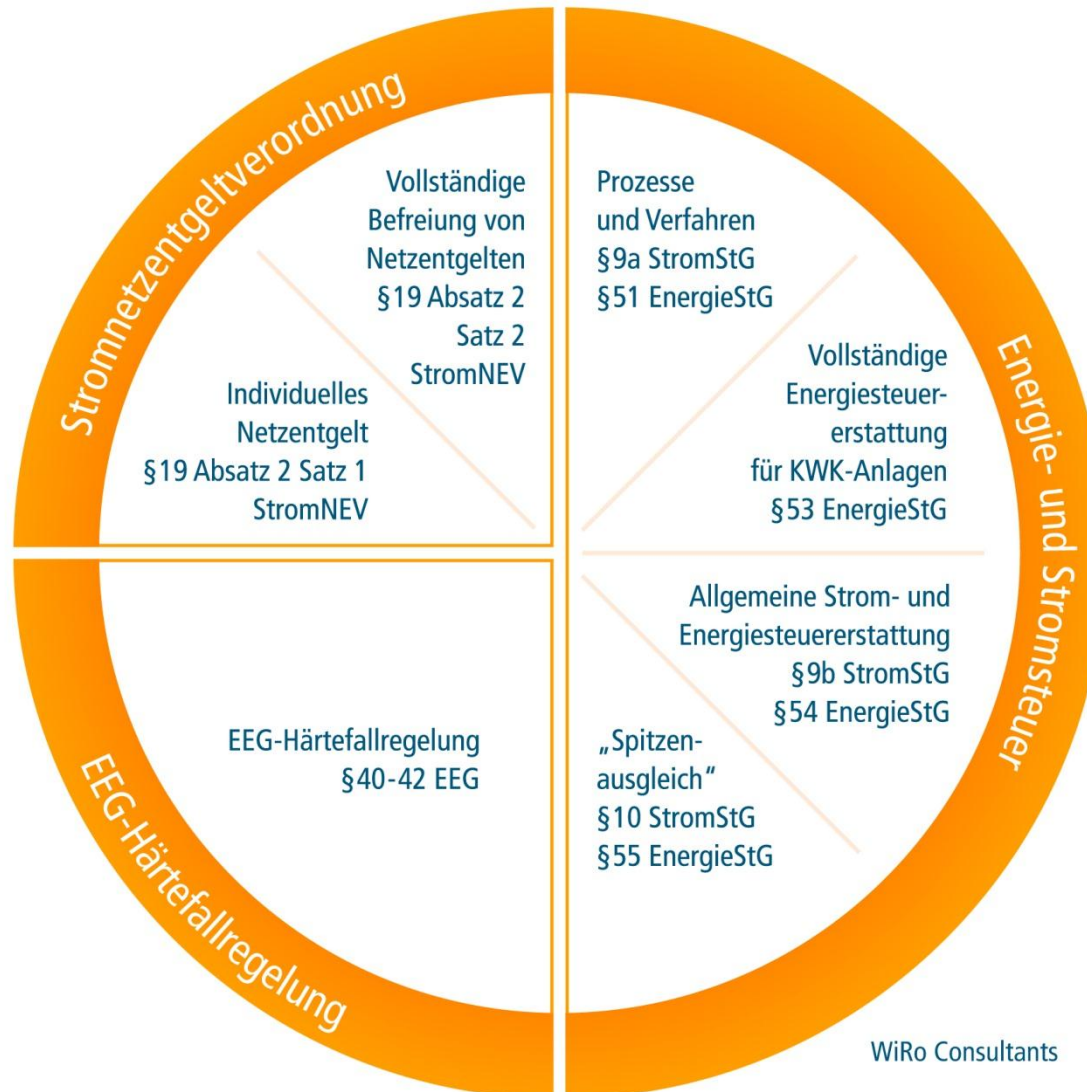 Stromnetzentgeltverordnung
Vollständige
Befreiung von
Netzentgelten
§19 Absatz 2
Satz 2
StromNEV
Individuelles
Netzentgelt
§19 Absatz 2 Satz 1
StromNEV
Energie- und Stromsteuer
Prozesse
und Verfahren
§9a StromStG
§51 EnergieStG
Vollständige
Energiesteuer-
erstattung
für KWK-Anlagen
§53 EnergieStG
Allgemeine Strom- und
Energiesteuererstattung
§9b StromStG
§54 EnergieStG
„Spitzen-
ausgleich“
§10 StromStG
§55 EnergieStG
EEG-Härtefallregelung
EEG-Härtefallregelung
§40-42 EEG
WiRo Consultants